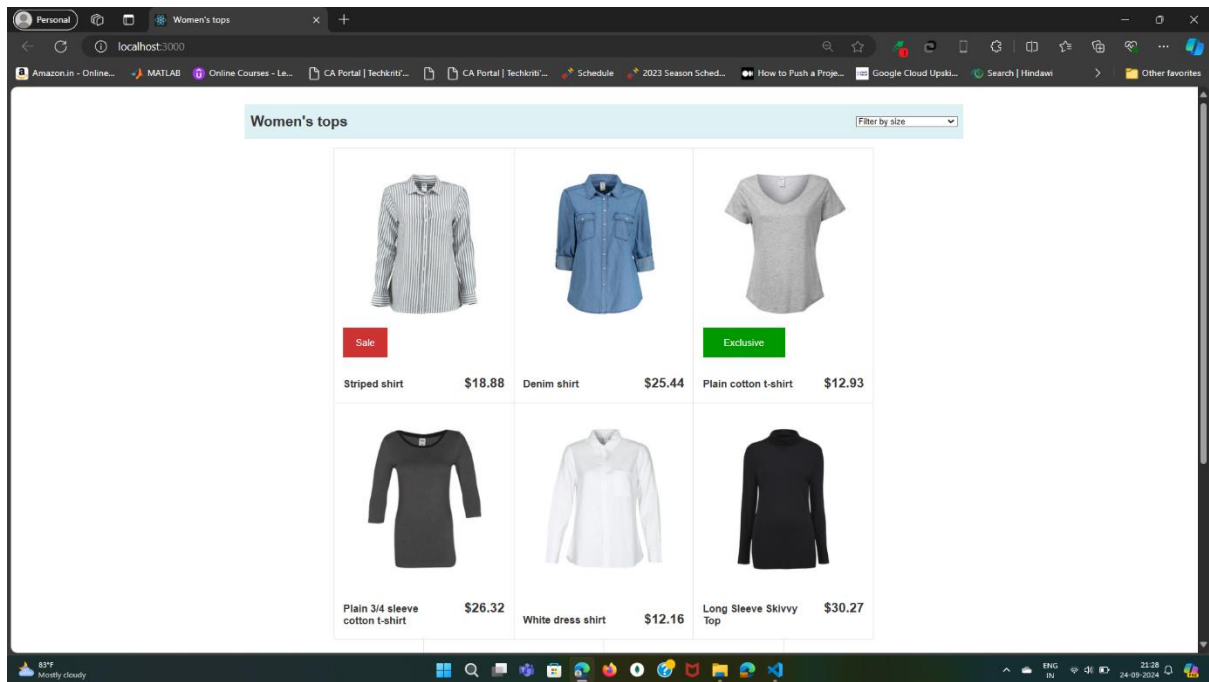 Personal
Women's tops
localhost:3000
Amazon.in - Online...
MATLAB
Online Courses - Le...
CA Portal | Techkriti'...
CA Portal | Techkriti'...
Schedule
2023 Season Sched...
How to Push a Proje...
Google Cloud Upski...
Search | Hindawi
Other favorites
Women's tops
Filter by size
Sale
Exclusive
Striped shirt $18.88
Denim shirt $25.44
Plain cotton t-shirt $12.93
Plain 3/4 sleeve $26.32
cotton t-shirt
White dress shirt $12.16
Long Sleeve Skivvy $30.27
Top
83°F
Mostly cloudy
ENG
IN
21:28
24-09-2024